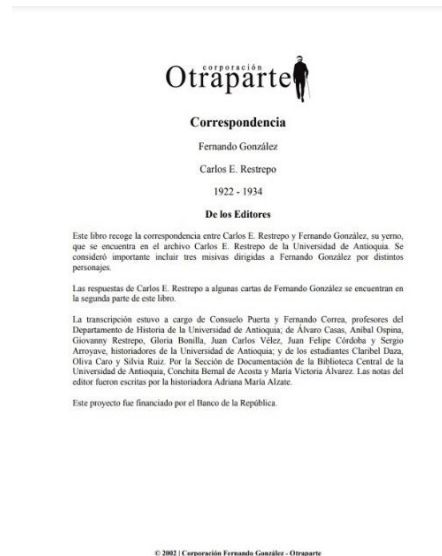 corporación
Otraparte
Correspondencia
Fernando González
Carlos E. Restrepo
1922 - 1934
De los Editores
Este libro recoge la correspondencia entre Carlos E. Restrepo y Fernando González, su yerno,
que se encuentra en el archivo Carlos E. Restrepo de la Universidad de Antioquia. Se
consideró importante incluir tres misivas dirigidas a Fernando González por distintos
personajes.
Las respuestas de Carlos E. Restrepo a algunas cartas de Fernando González se encuentran en
la segunda parte de este libro.
La transcripción estuvo a cargo de Consuelo Puerta y Fernando Correa, profesores del
Departamento de Historia de la Universidad de Antioquia; de Álvaro Casas, Anibal Ospina,
Giovanny Restrepo, Gloria Bonilla, Juan Carlos Vélez, Juan Felipe Córdoba y Sergio
Arroyave, historiadores de la Universidad de Antioquia; y de los estudiantes Claribel Daza,
Oliva Caro y Silvia Ruiz. Por la Sección de Documentación de la Biblioteca Central de la
Universidad de Antioquia, Conchita Bernal de Acosta y María Victoria Álvarez. Las notas del
editor fueron escritas por la historiadora Adriana María Alzate.
Este proyecto fue financiado por el Banco de la República.
© 2002 | Corporación Fernando González - Otraparte